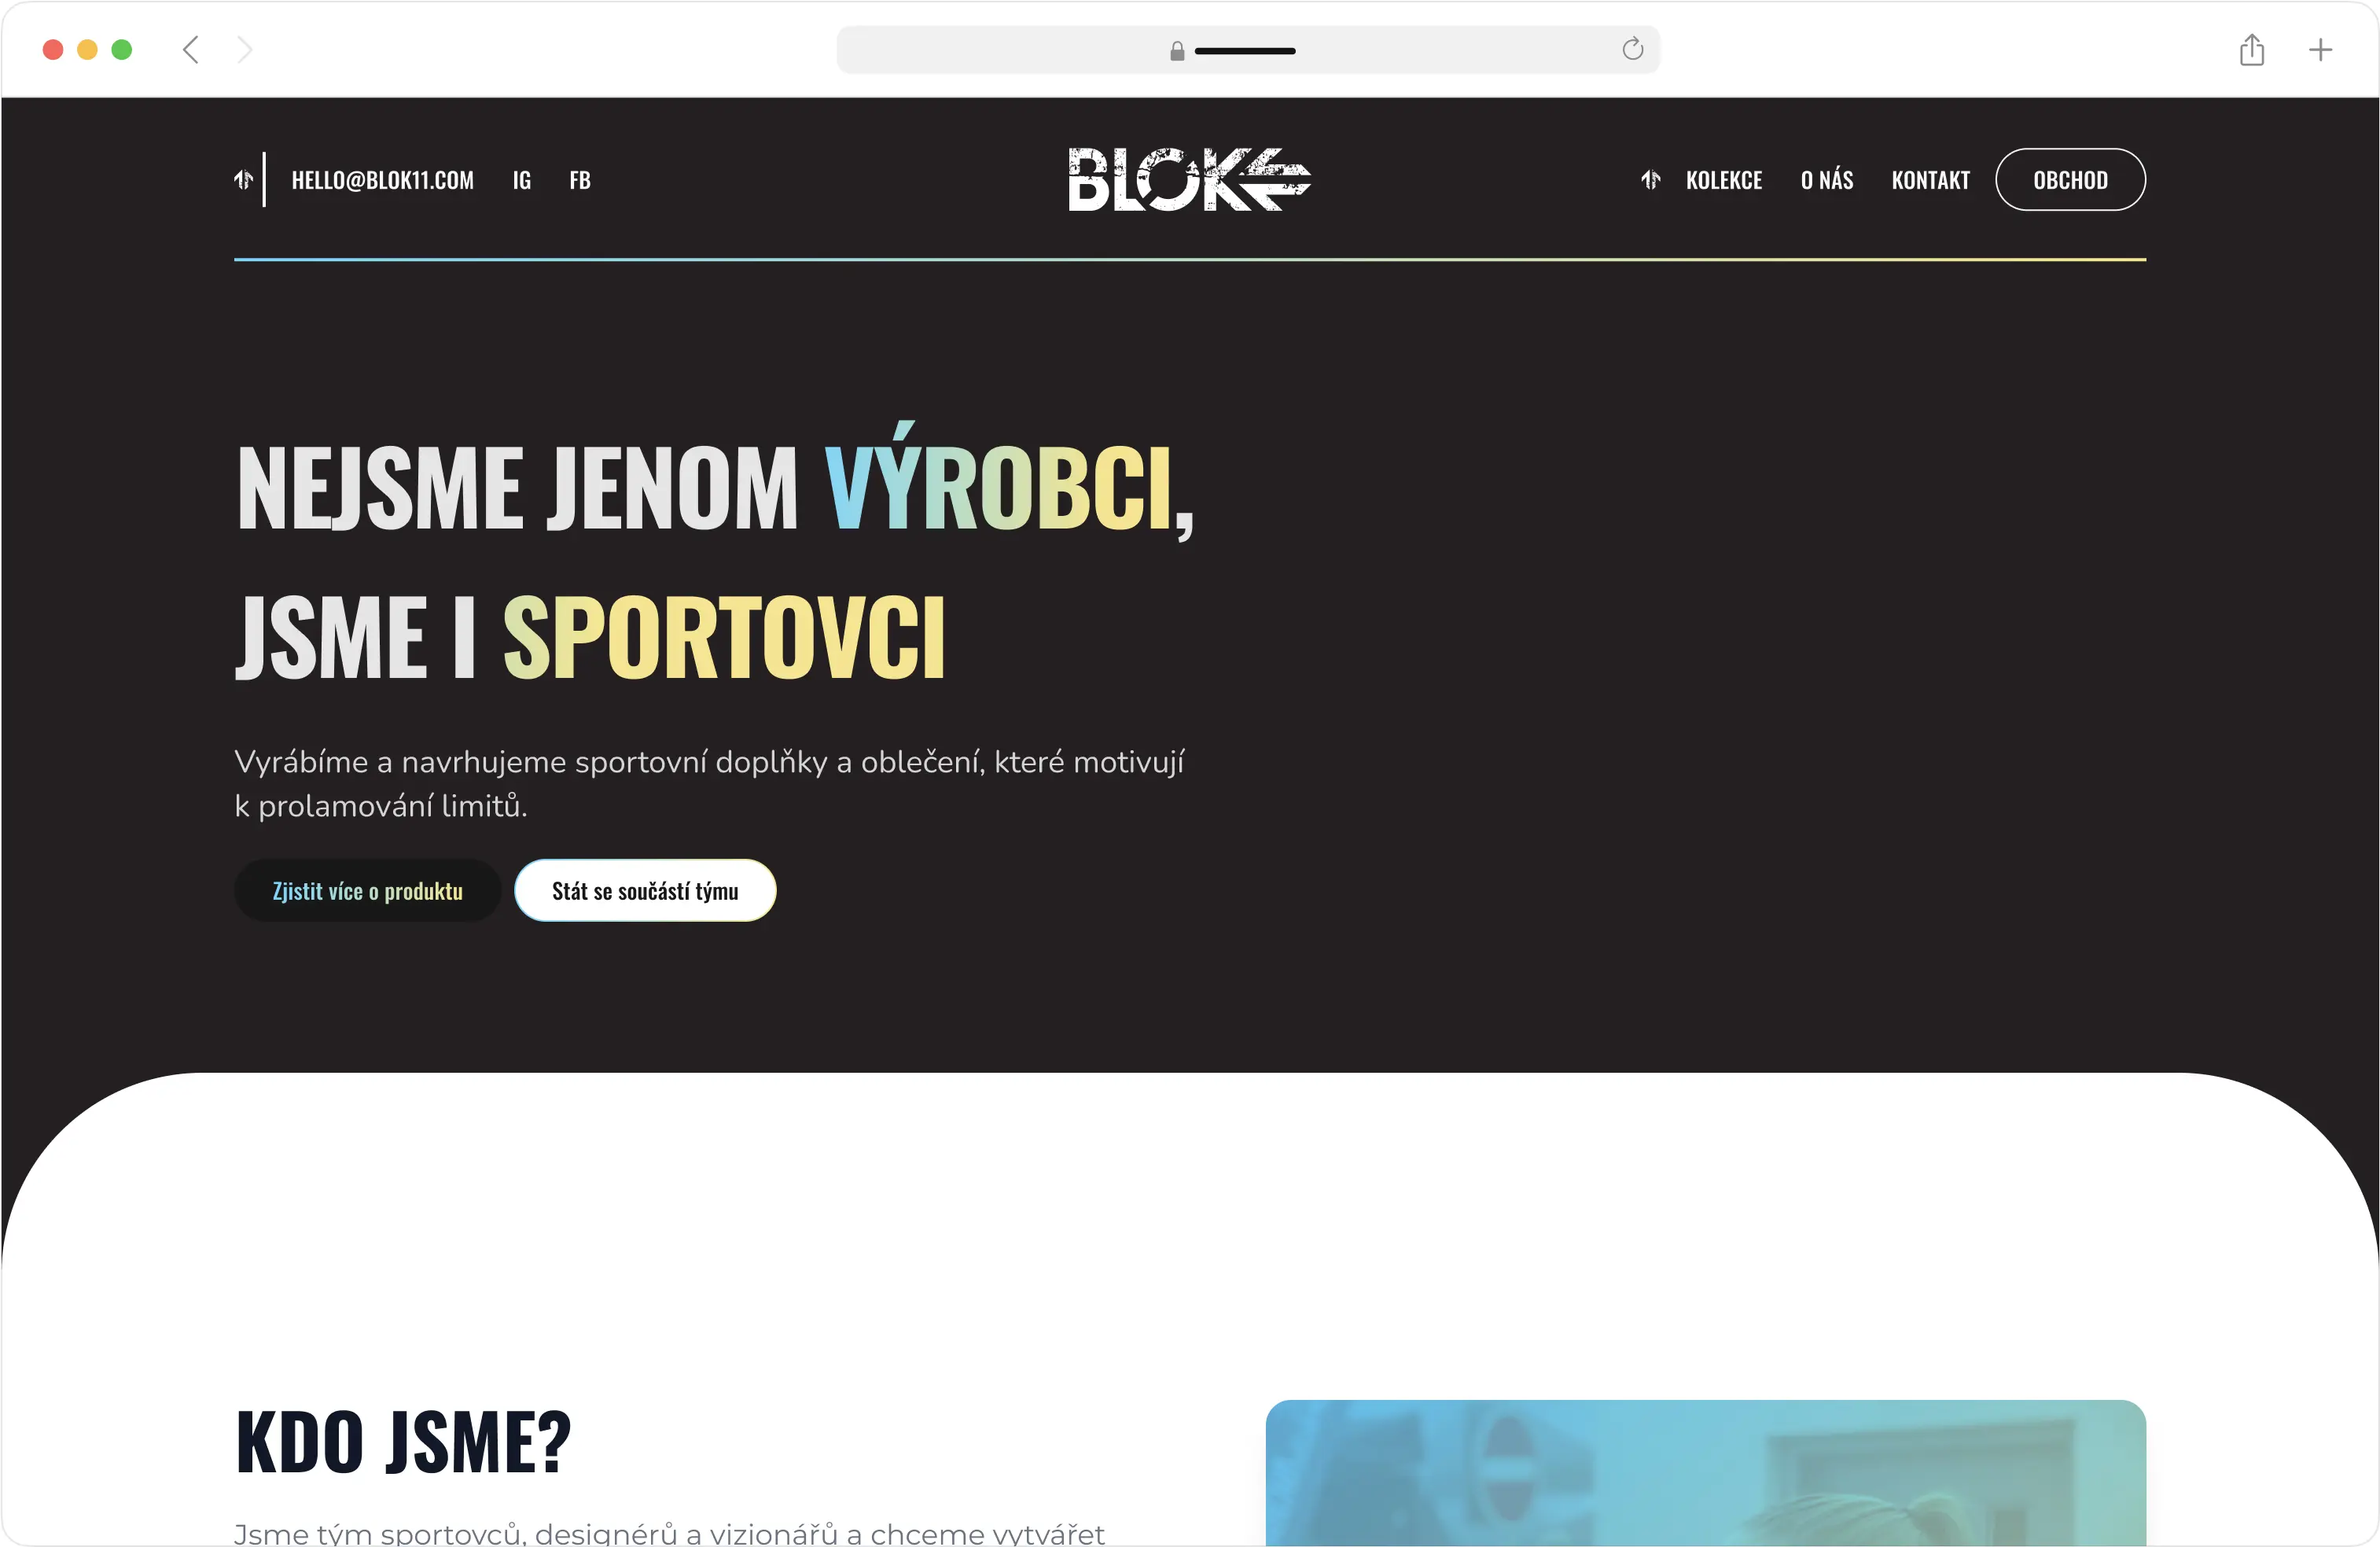 HELLO@BLOK11.COM IG FB
BLOK
KOLEKCE O NÁS KONTAKT OBCHOD
NEJSME JENOM VÝROBCI,
JSME I SPORTOVCI
Vyrábíme a navrhujeme sportovní doplňky a oblečení, které motivují
k prolamování limitů.
Zjistit více o produktu
Stát se součástí týmu
KDO JSME?
Jsme tým sportovců, designérů a vizionářů a chceme vytvářet